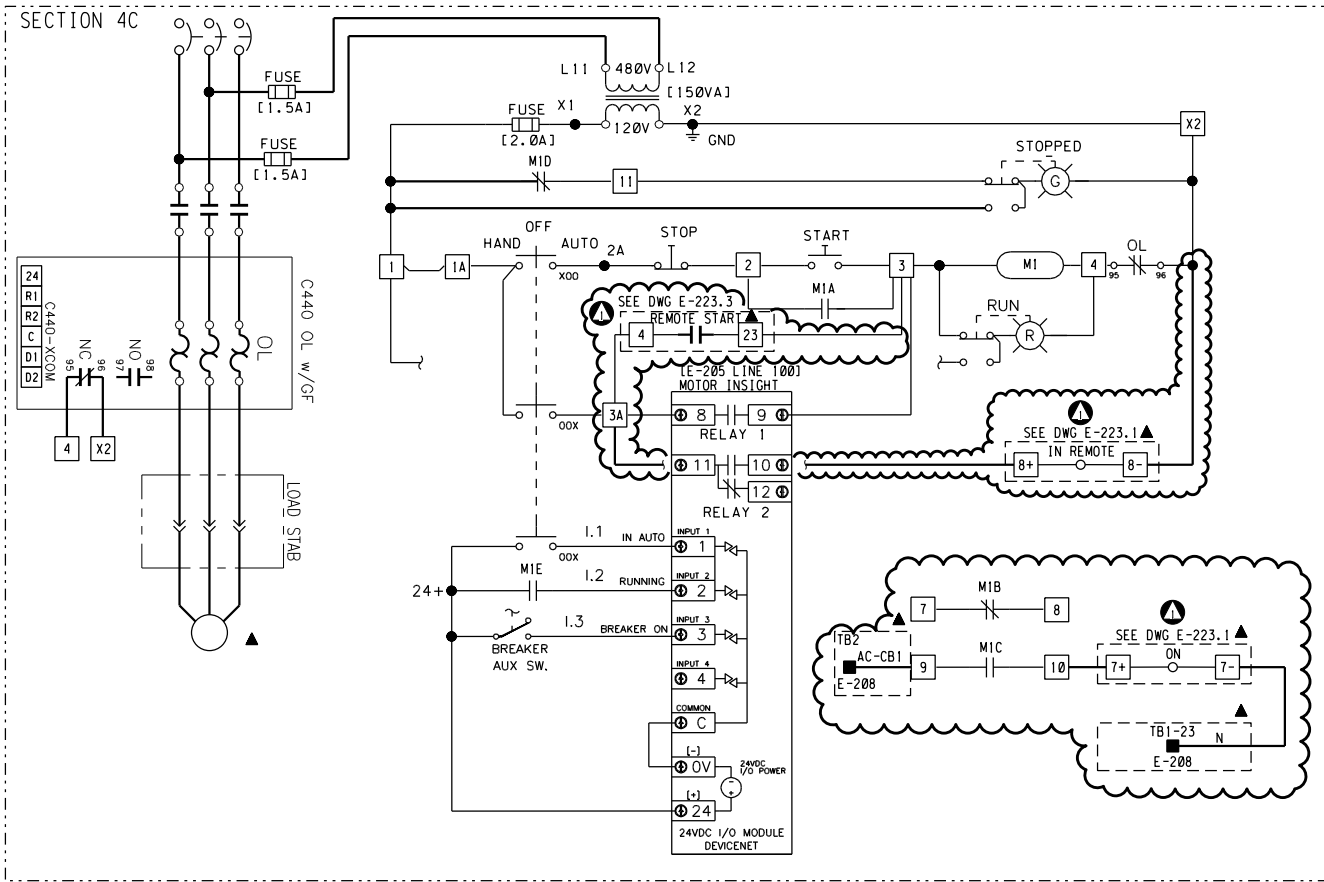 SECTION 4C
FUSE
[1.5A]
FUSE
[1.5A]
L11 480V L12
[150VA]
FUSE
[2.0A]
X1
120V
X2
GND
X2
STOPPED
M1D
11
G
1
1A
HAND
OFF
AUTO
XOO
2A
STOP
2
START
3
M1A
M1
4
95
OL
96
RUN
R
SEE DWG E-223.3
REMOTE START
4
23
24
R1
R2
C
D1
D2
C440-XCOM
NC
95
96
NO
97
98
OL
C440 OL w/GF
4
X2
LOAD STAB
[E-205 LINE 100]
MOTOR INSIGHT
OOX
3A
8
9
RELAY 1
11
10
12
RELAY 2
SEE DWG E-223.1
IN REMOTE
8+
8-
I.1
IN AUTO
INPUT 1
1
OOX
24+
M1E
I.2
RUNNING
INPUT 2
2
I.3
BREAKER ON
INPUT 3
3
BREAKER
AUX SW.
INPUT 4
4
COMMON
C
[-]
0V
24VDC
I/O POWER
[+]
24
24VDC I/O MODULE
DEVICENET
7
M1B
8
TB2
AC-CB1
E-208
9
M1C
10
SEE DWG E-223.1
ON
7+
7-
TB1-23
N
E-208